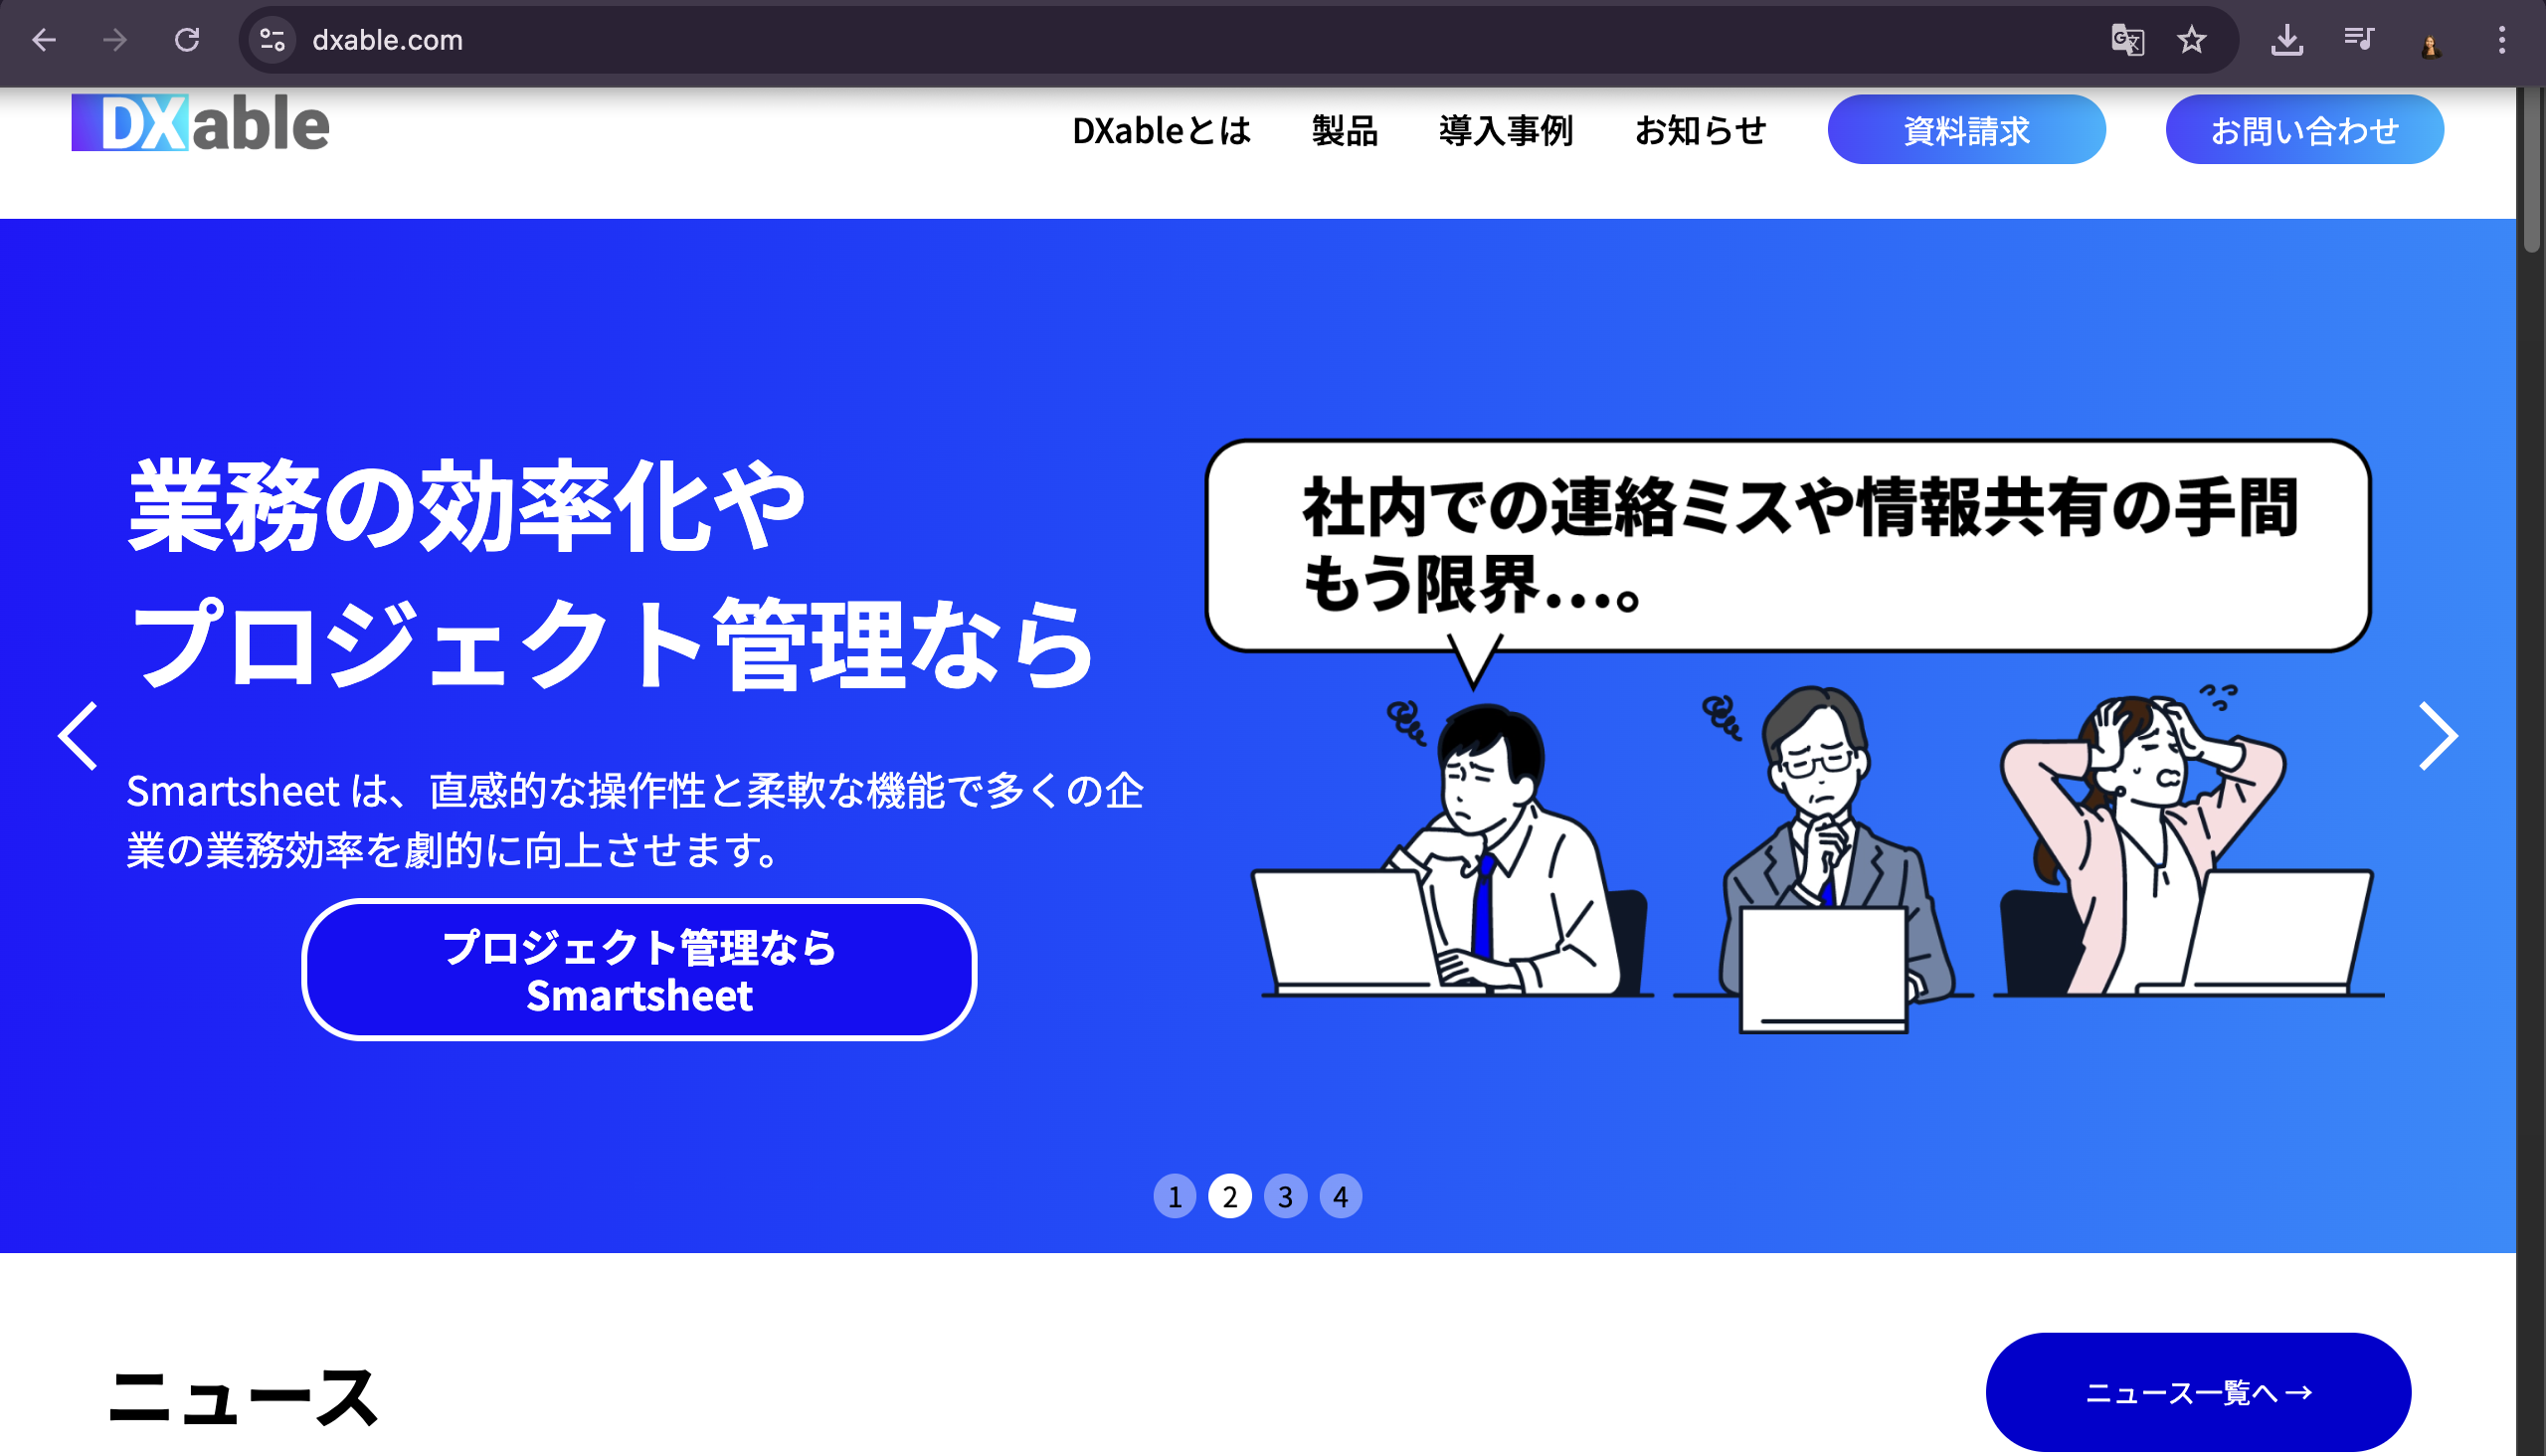 dxable.com
DXable
DXableとは 製品 導入事例 お知らせ 資料請求 お問い合わせ
業務の効率化や
プロジェクト管理なら
Smartsheet は、直感的な操作性と柔軟な機能で多くの企
業の業務効率を劇的に向上させます。
プロジェクト管理なら
Smartsheet
社内での連絡ミスや情報共有の手間
もう限界...。
1 2 3 4
ニュース
ニュース一覧へ →